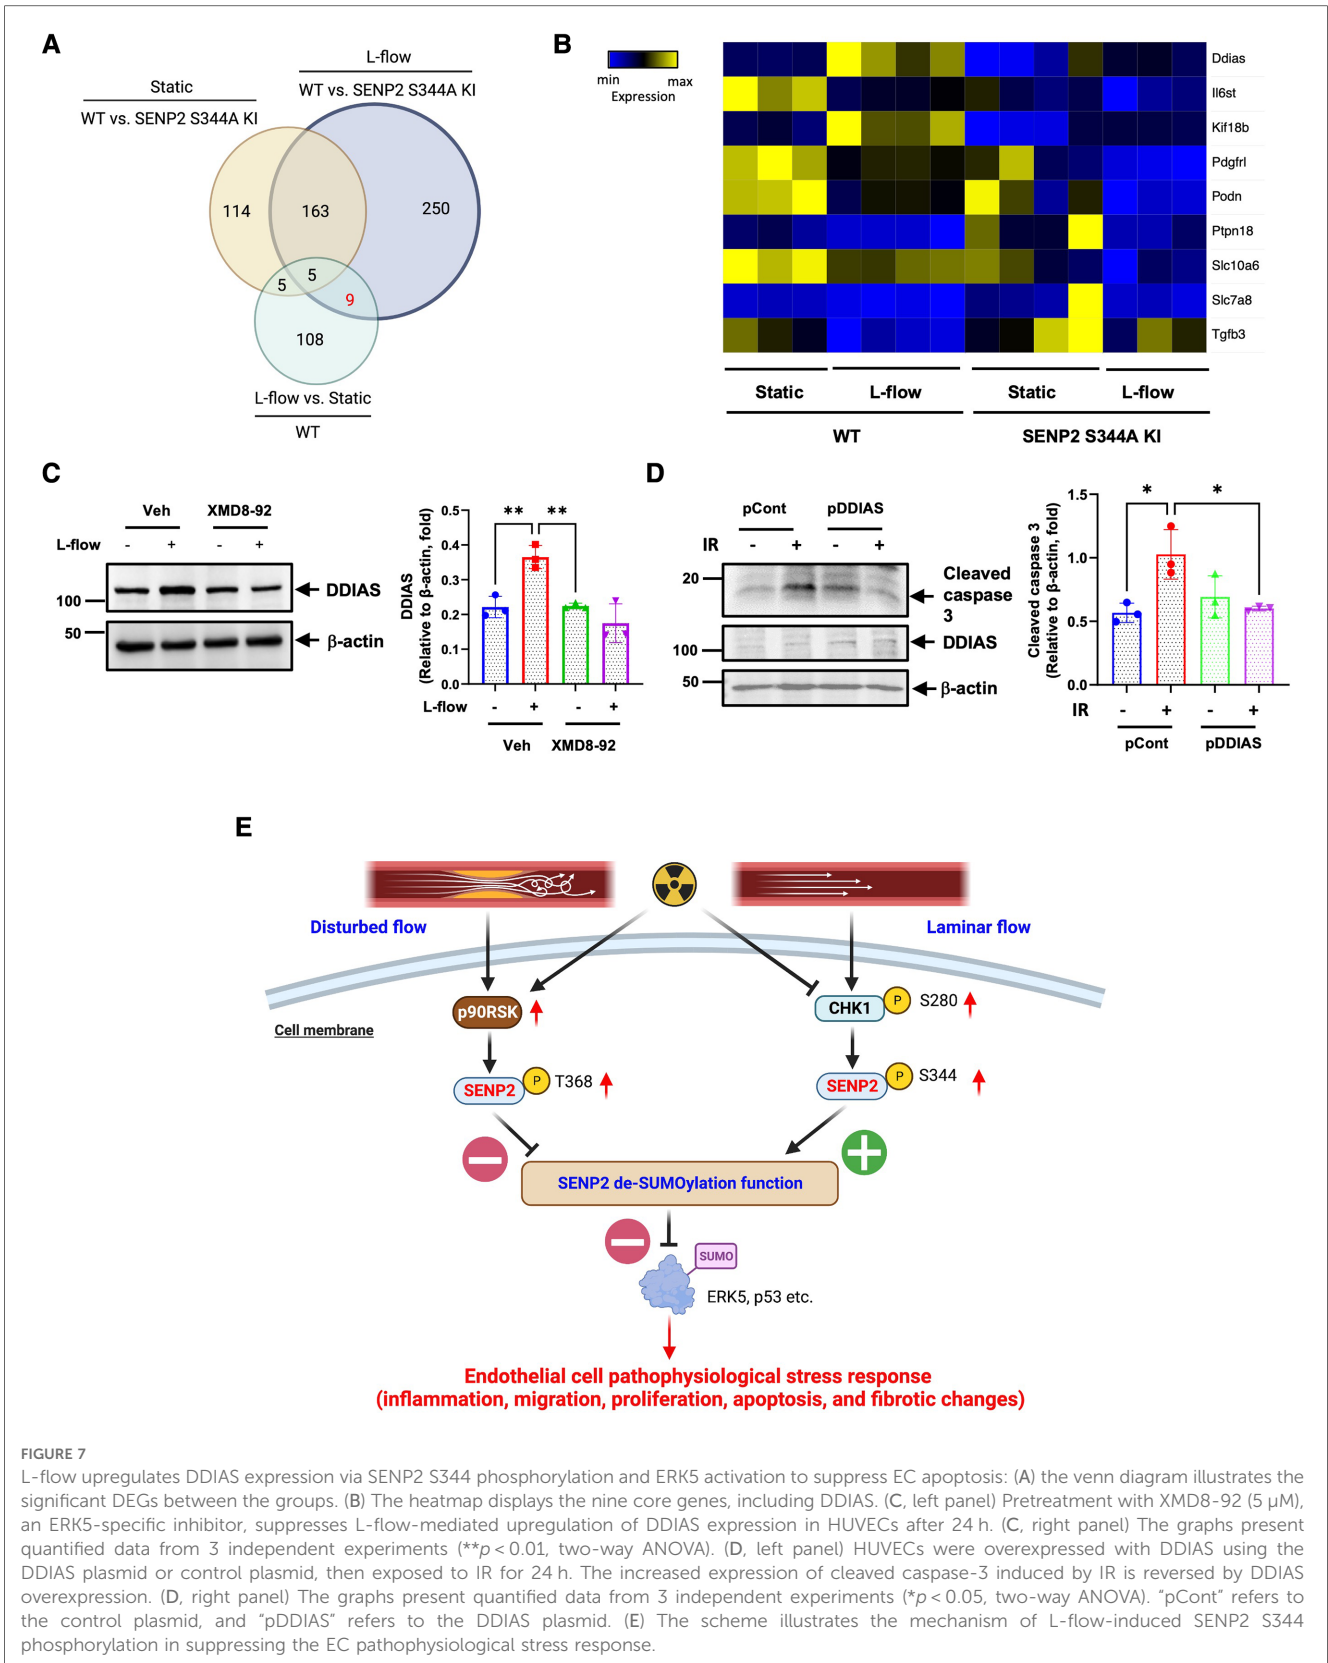 A
Static
WT vs. SENP2 S344A KI
L-flow
WT vs. SENP2 S344A KI
114
163
250
5
5
9
108
L-flow vs. Static
WT
B
min
max
Expression
Ddias
Il6st
Kif18b
Pdgfrl
Podn
Ptpn18
Slc10a6
Slc7a8
Tgfb3
Static
L-flow
Static
L-flow
WT
SENP2 S344A KI
C
Veh
XMD8-92
L-flow
- + - +
100
50
DDIAS
β-actin
DDIAS
(Relative to β-actin, fold)
0.5
0.4
0.3
0.2
0.1
0.0
**
**
L-flow
- + - +
Veh
XMD8-92
D
pCont
pDDIAS
IR
- + - +
20
100
50
Cleaved
caspase
3
DDIAS
β-actin
Cleaved caspase 3
(Relative to β-actin, fold)
1.5
1.0
0.5
0.0
*
*
IR
- + - +
pCont
pDDIAS
E
Disturbed flow
Laminar flow
Cell membrane
p90RSK
CHK1
P
S280
SENP2
P
T368
SENP2
P
S344
SENP2 de-SUMOylation function
SUMO
ERK5, p53 etc.
Endothelial cell pathophysiological stress response
(inflammation, migration, proliferation, apoptosis, and fibrotic changes)
FIGURE 7
L-flow upregulates DDIAS expression via SENP2 S344 phosphorylation and ERK5 activation to suppress EC apoptosis: (A) the venn diagram illustrates the
significant DEGs between the groups. (B) The heatmap displays the nine core genes, including DDIAS. (C, left panel) Pretreatment with XMD8-92 (5 μM),
an ERK5-specific inhibitor, suppresses L-flow-mediated upregulation of DDIAS expression in HUVECs after 24 h. (C, right panel) The graphs present
quantified data from 3 independent experiments (**p < 0.01, two-way ANOVA). (D, left panel) HUVECs were overexpressed with DDIAS using the
DDIAS plasmid or control plasmid, then exposed to IR for 24 h. The increased expression of cleaved caspase-3 induced by IR is reversed by DDIAS
overexpression. (D, right panel) The graphs present quantified data from 3 independent experiments (*p < 0.05, two-way ANOVA). "pCont" refers to
the control plasmid, and "pDDIAS" refers to the DDIAS plasmid. (E) The scheme illustrates the mechanism of L-flow-induced SENP2 S344
phosphorylation in suppressing the EC pathophysiological stress response.